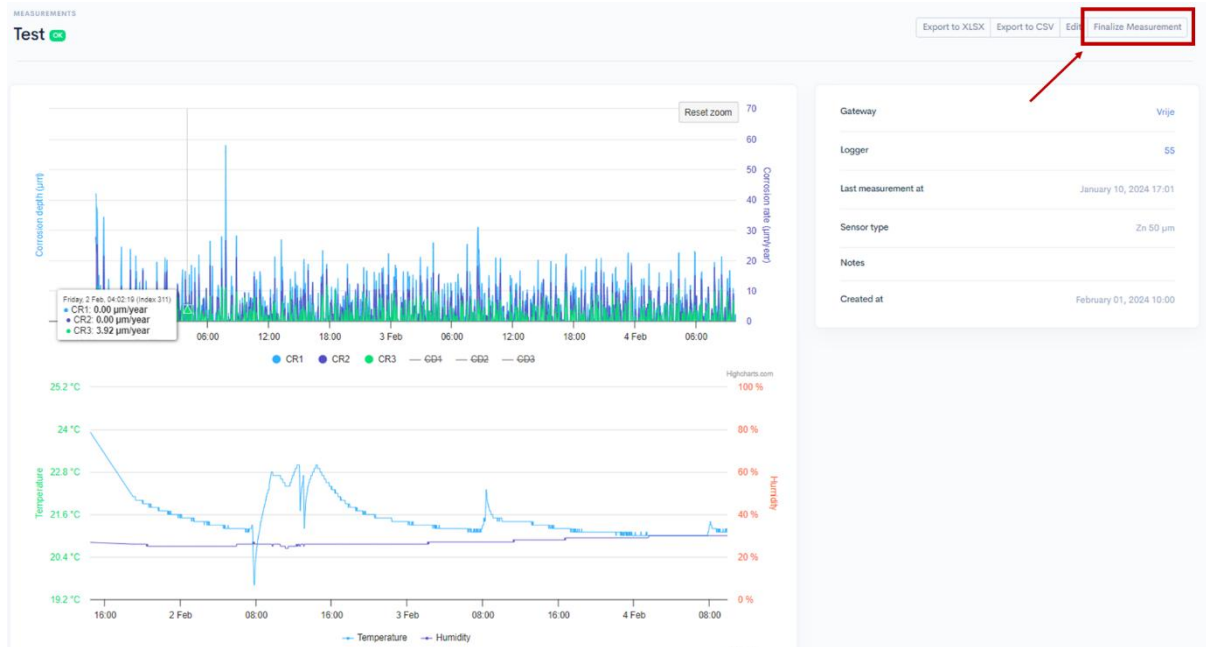 MEASUREMENTS
Test OK
Export to XLSX Export to CSV Edit Finalize Measurement
Reset zoom
Corrosion depth (µm)
70
60
50
40
30
20
10
0
Corrosion rate (µm/year)
Friday, 2 Feb, 04:02:19 (index 311)
CR1: 0.00 µm/year
CR2: 0.00 µm/year
CR3: 3.92 µm/year
06:00 12:00 18:00 3 Feb 06:00 12:00 18:00 4 Feb 06:00
CR1 CR2 CR3 CD1 CD2 CD3
Highcharts.com
25.2 °C
24 °C
22.8 °C
21.6 °C
20.4 °C
19.2 °C
Temperature
100 %
80 %
60 %
40 %
20 %
0 %
Humidity
16:00 2 Feb 08:00 16:00 3 Feb 08:00 16:00 4 Feb 08:00
Temperature Humidity
Gateway Vrije
Logger 55
Last measurement at January 10, 2024 17:01
Sensor type Zn 50 µm
Notes
Created at February 01, 2024 10:00